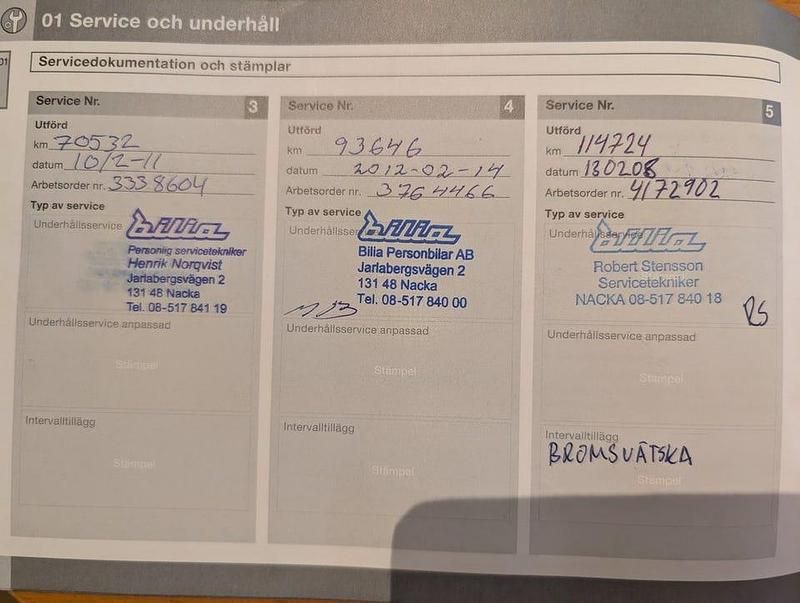 01 Service och underhåll
01
Servicedokumentation och stämplar
Service Nr. 3
Utförd
km 70532
datum 10/2-11
Arbetsorder nr. 3338604
Typ av service
Underhållsservice
bilia
Personlig servicetekniker
Henrik Norqvist
Jarlabergsvägen 2
131 48 Nacka
Tel. 08-517 841 19
Underhållsservice anpassad
Stämpel
Intervalltillägg
Stämpel
Service Nr. 4
Utförd
km 93646
datum 2012-02-14
Arbetsorder nr. 3764466
Typ av service
Underhållsser
bilia
Bilia Personbilar AB
Jarlabergsvägen 2
131 48 Nacka
Tel. 08-517 840 00
Underhållsservice anpassad
Stämpel
Intervalltillägg
Stämpel
Service Nr. 5
Utförd
km 114724
datum 130208
Arbetsorder nr. 4172902
Typ av service
Underhållsservice
bilia
Robert Stensson
Servicetekniker
NACKA 08-517 840 18
RS
Underhållsservice anpassad
Stämpel
Intervalltillägg
BROMSVÄTSKA
Stämpel